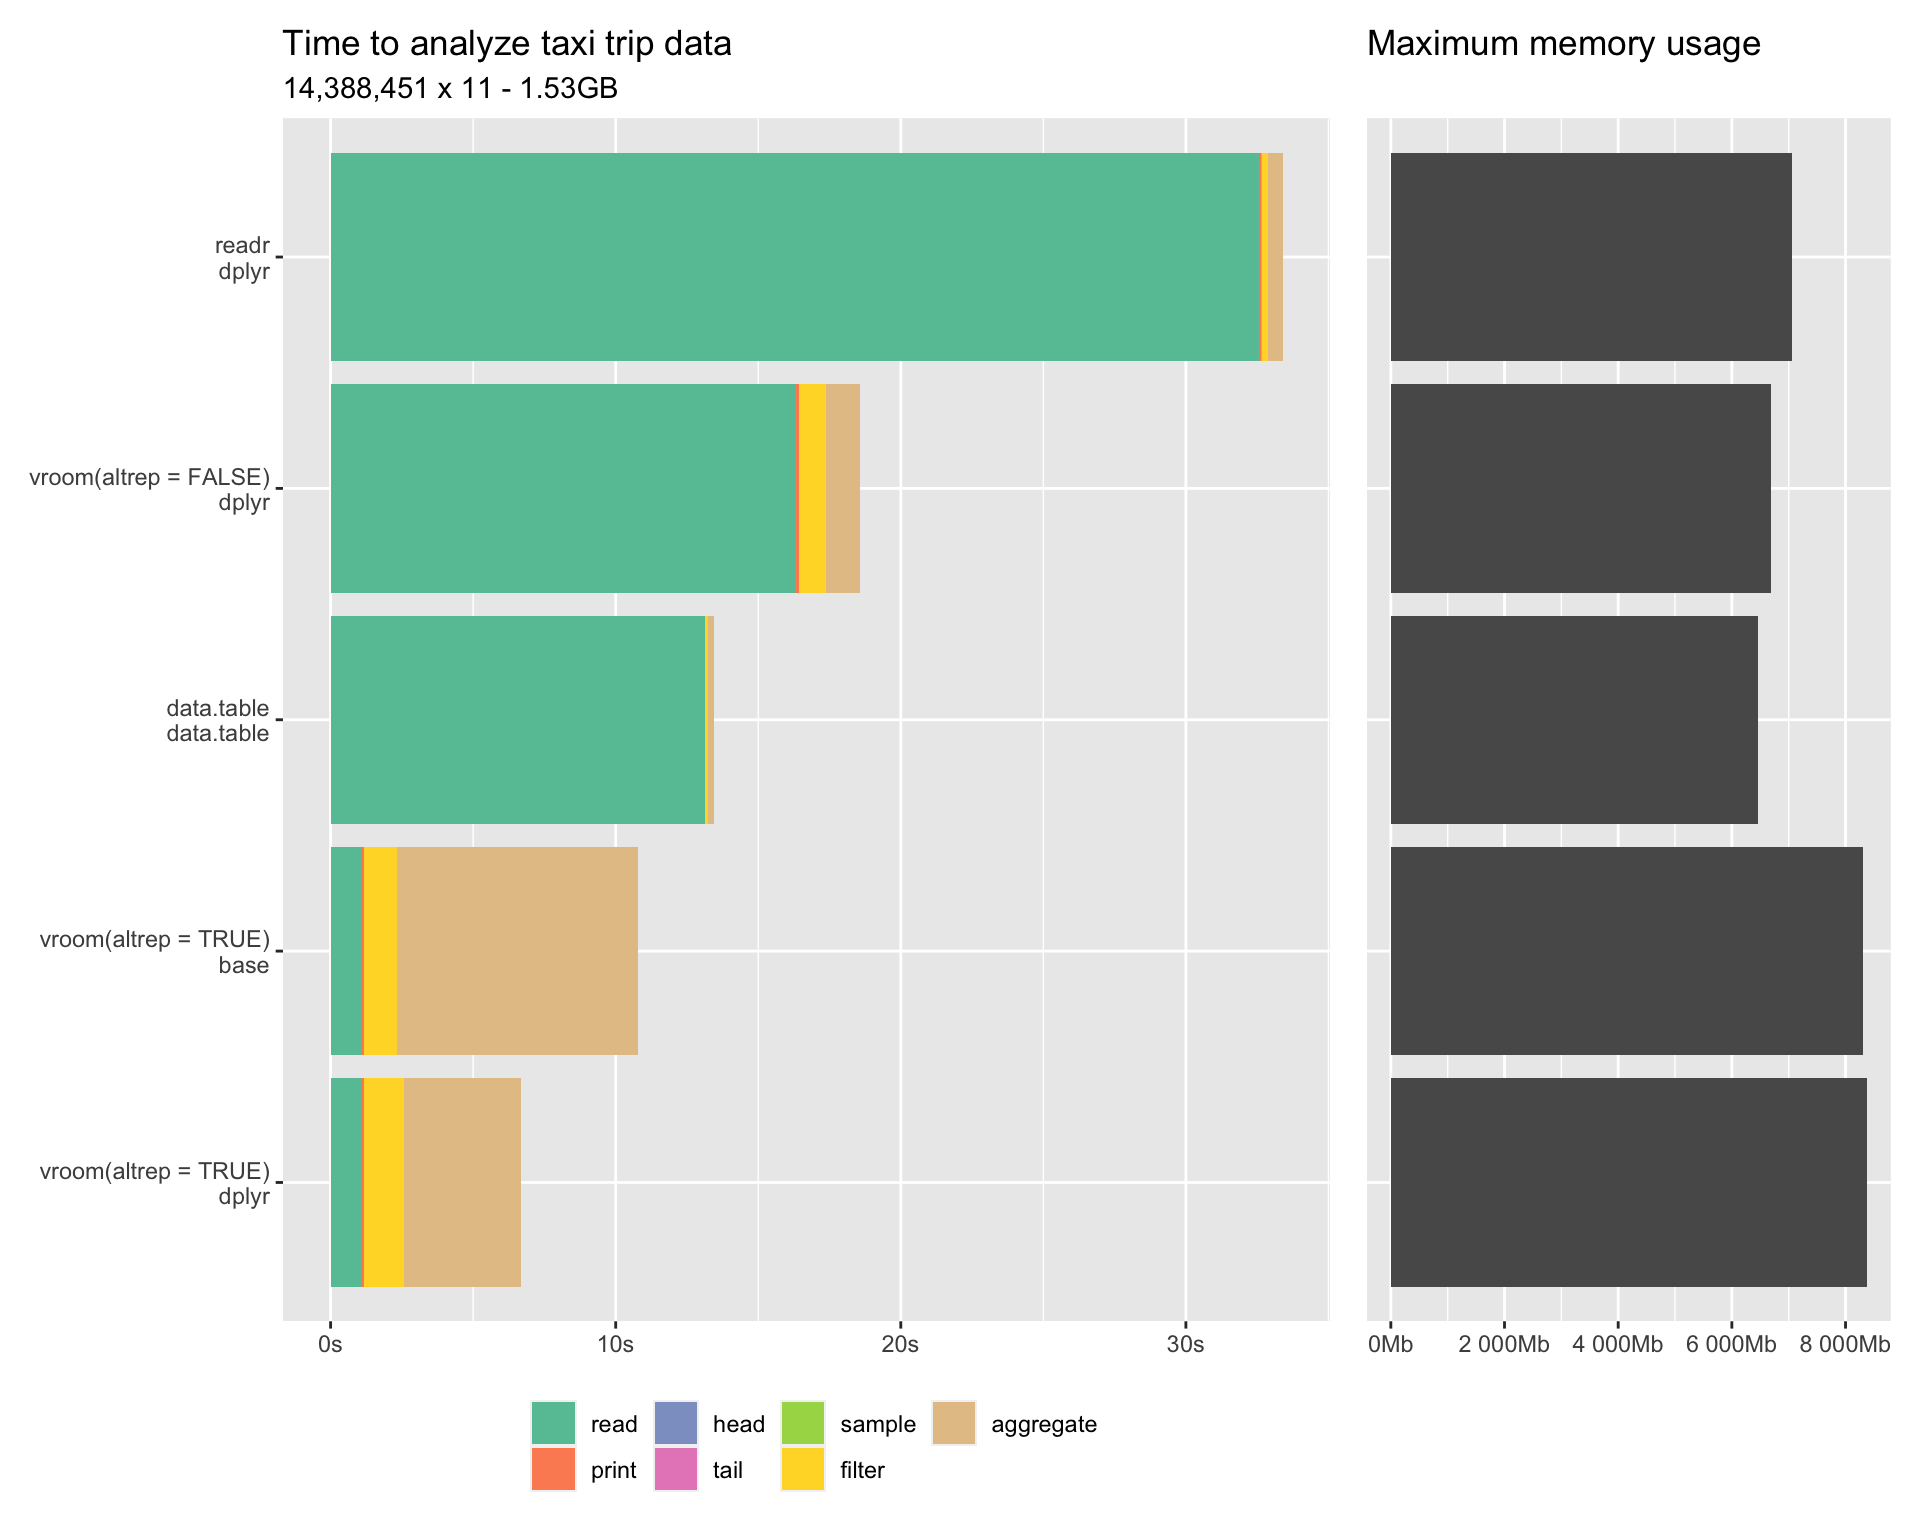 Time to analyze taxi trip data
14,388,451 x 11 - 1.53GB
Maximum memory usage
readr
dplyr
vroom(altrep = FALSE)
dplyr
data.table
data.table
vroom(altrep = TRUE)
base
vroom(altrep = TRUE)
dplyr
0s 10s 20s 30s
0Mb 2 000Mb 4 000Mb 6 000Mb 8 000Mb
read head sample aggregate
print tail filter